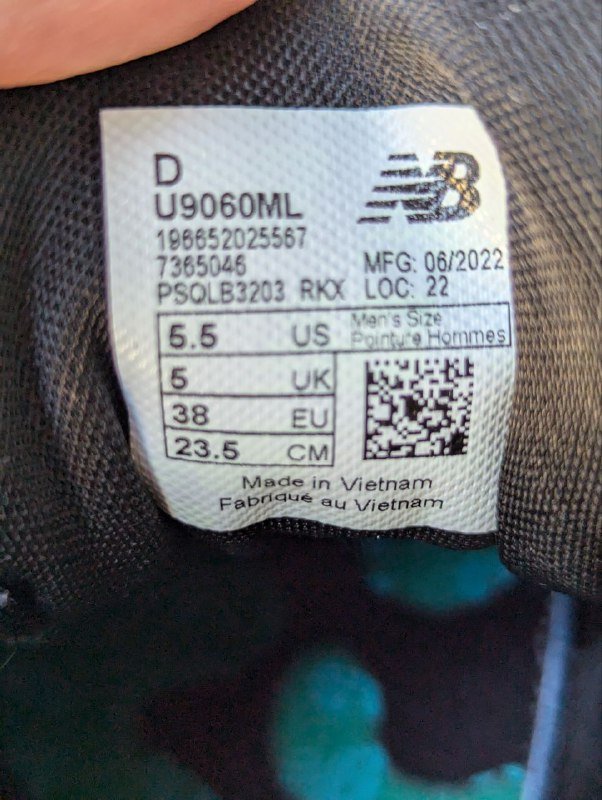 D
U9060ML
196652025567
7365046
MFG: 06/2022
PSQLB3203 RKX LOC: 22
5.5 US Men's Size
Pointure Hommes
5 UK
38 EU
23.5 CM
Made in Vietnam
Fabriqué au Vietnam
NB